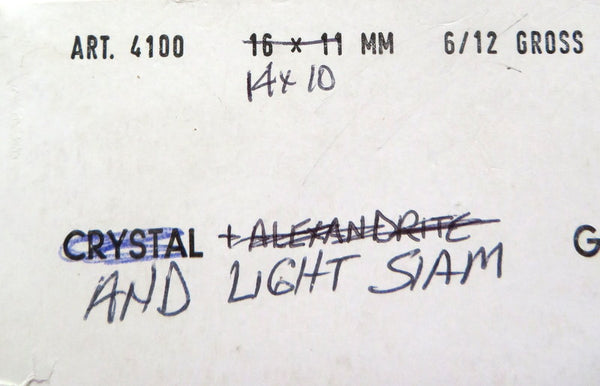 ART. 4100 16 x 11 MM 6/12 GROSS
14x10
CRYSTAL + ALEXANDRITE G
AND LIGHT SIAM